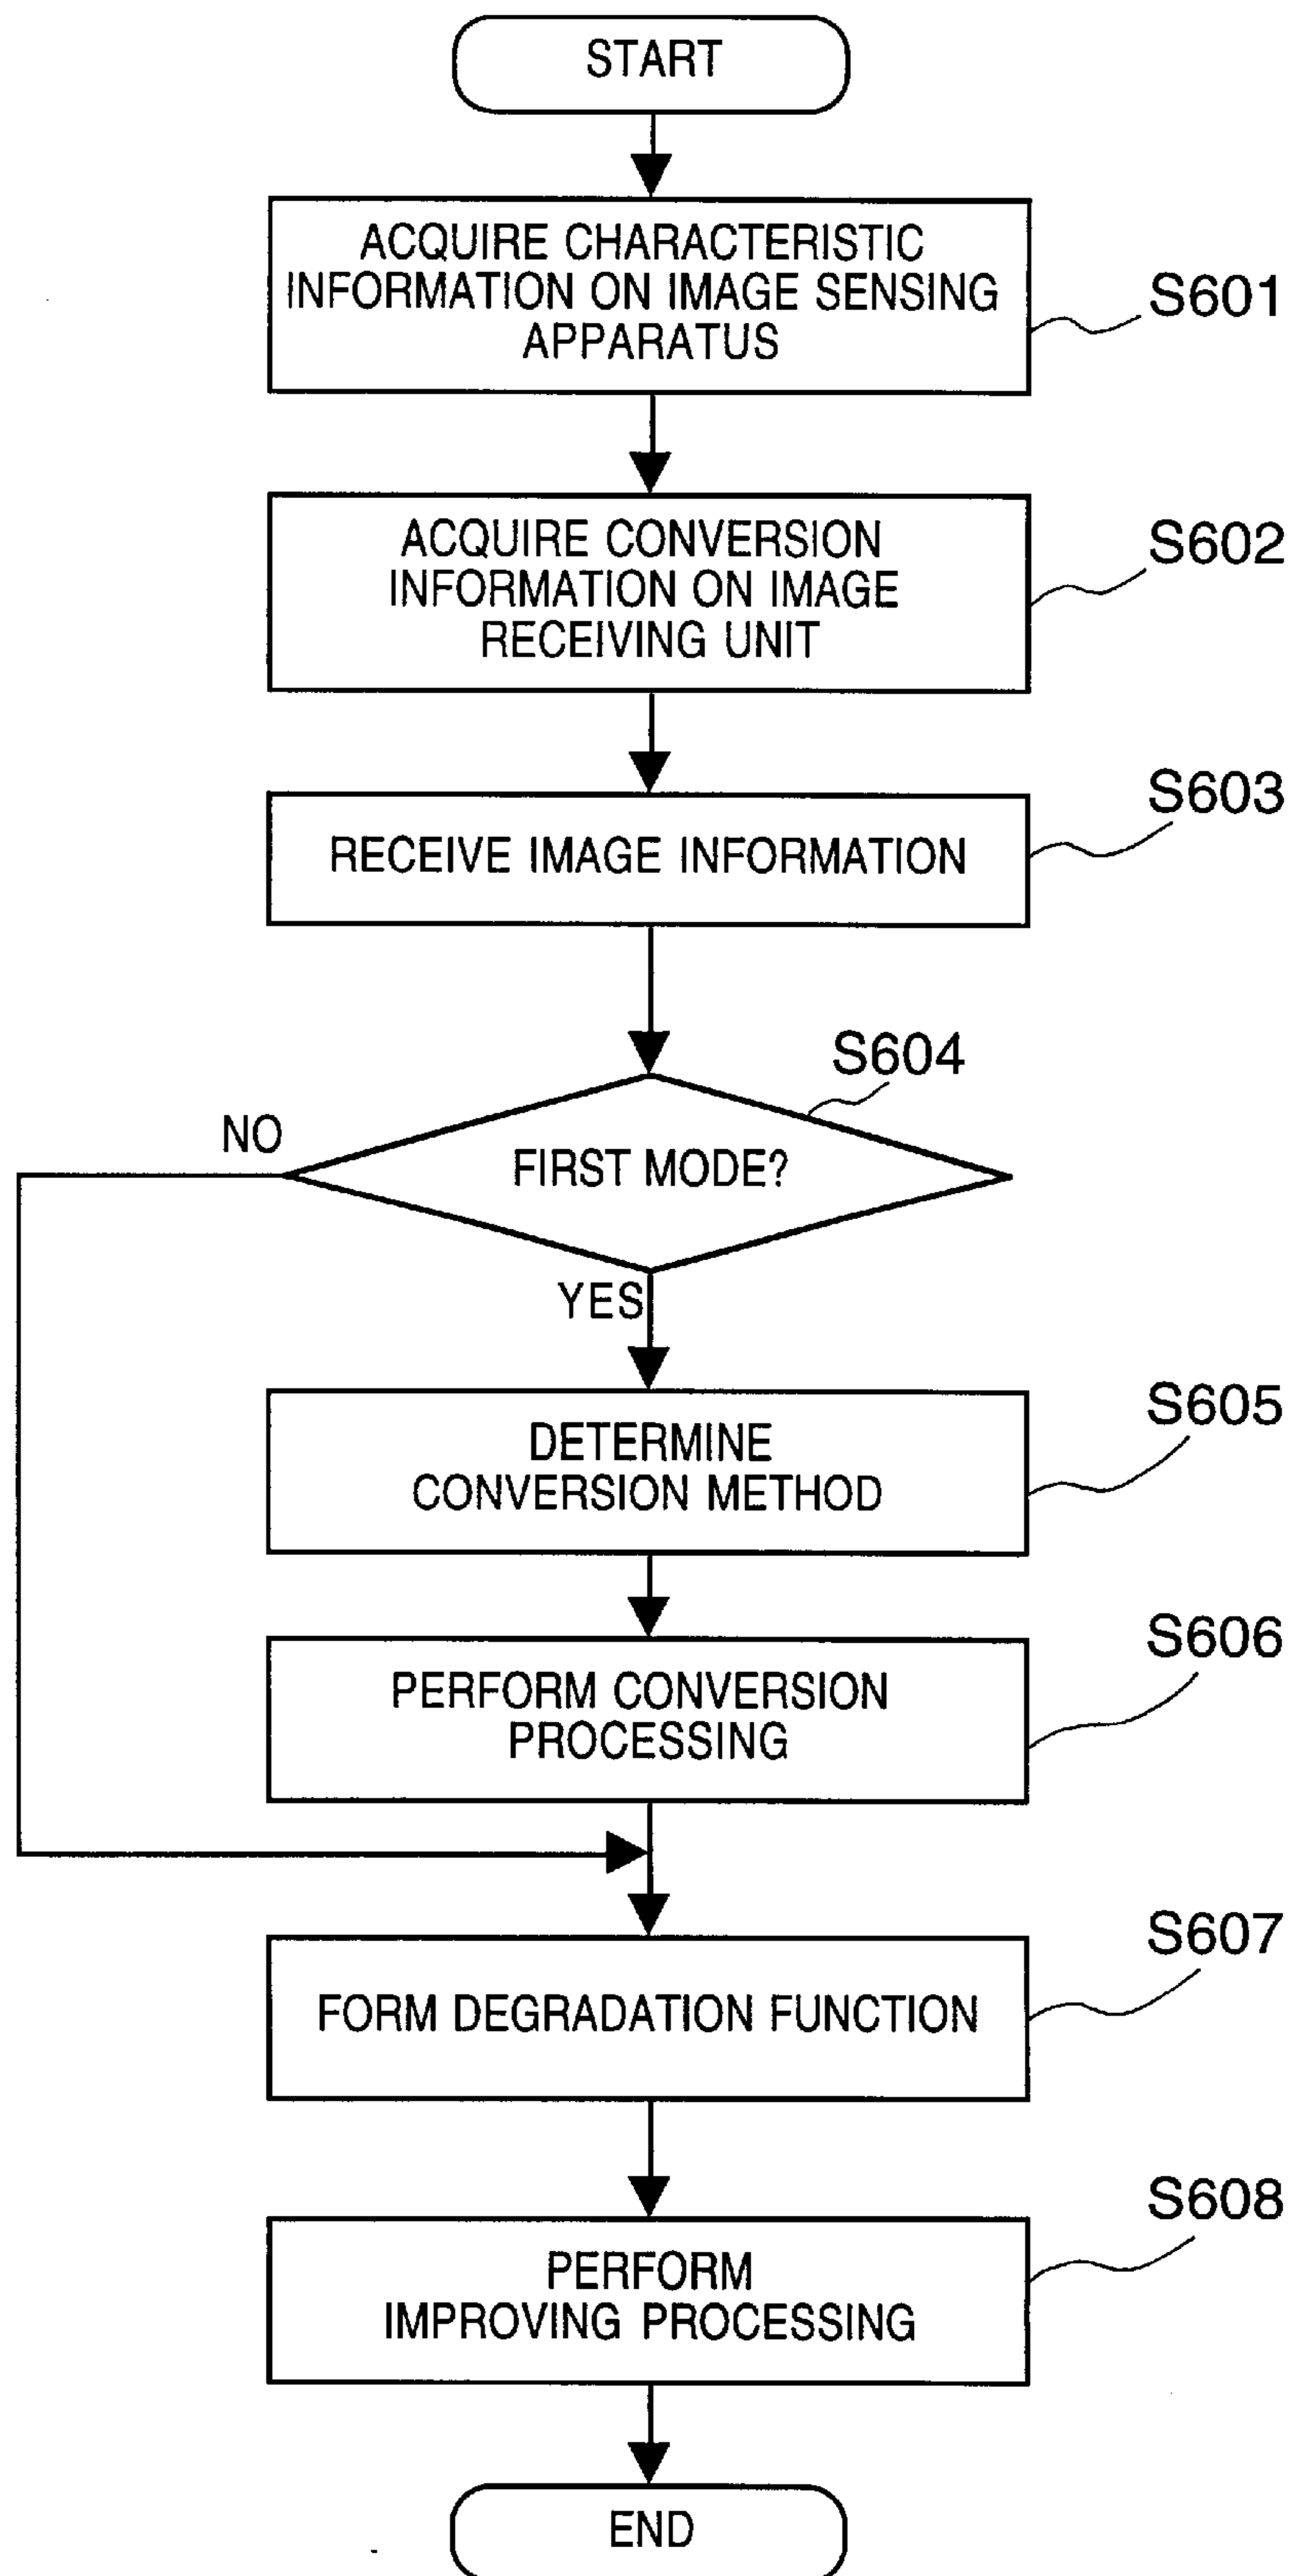 START
ACQUIRE CHARACTERISTIC
INFORMATION ON IMAGE SENSING
APPARATUS
S601
ACQUIRE CONVERSION
INFORMATION ON IMAGE
RECEIVING UNIT
S602
RECEIVE IMAGE INFORMATION
S603
S604
NO
FIRST MODE?
YES
DETERMINE
CONVERSION METHOD
S605
PERFORM CONVERSION
PROCESSING
S606
FORM DEGRADATION FUNCTION
S607
PERFORM
IMPROVING PROCESSING
S608
END